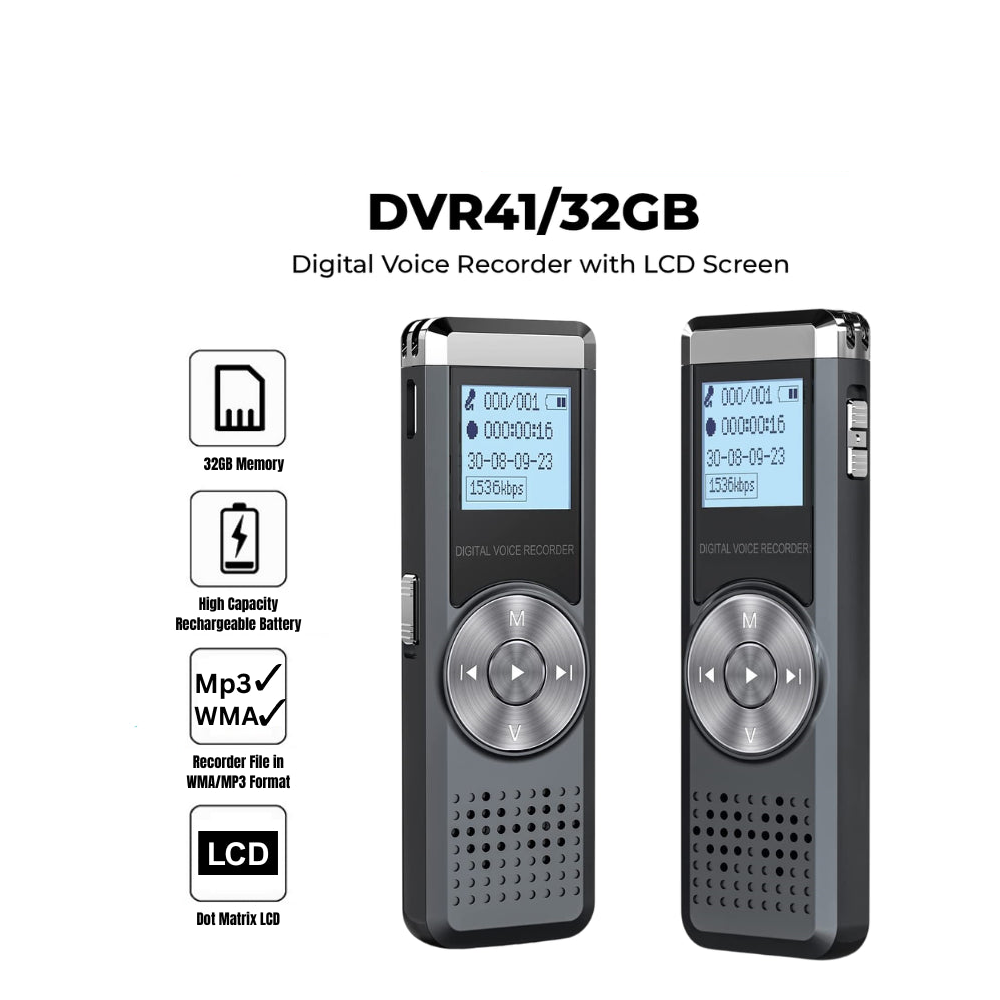 DVR41/32GB
Digital Voice Recorder with LCD Screen
32GB Memory
High Capacity
Rechargeable Battery
Mp3✓
WMA✓
Recorder File in
WMA/MP3 Format
LCD
Dot Matrix LCD
000/001
000:00:16
30-08-09-23
1536kbps
DIGITAL VOICE RECORDER
M
V
000/001
000:00:16
30-08-09-23
1536kbps
DIGITAL VOICE RECORDER
M
V